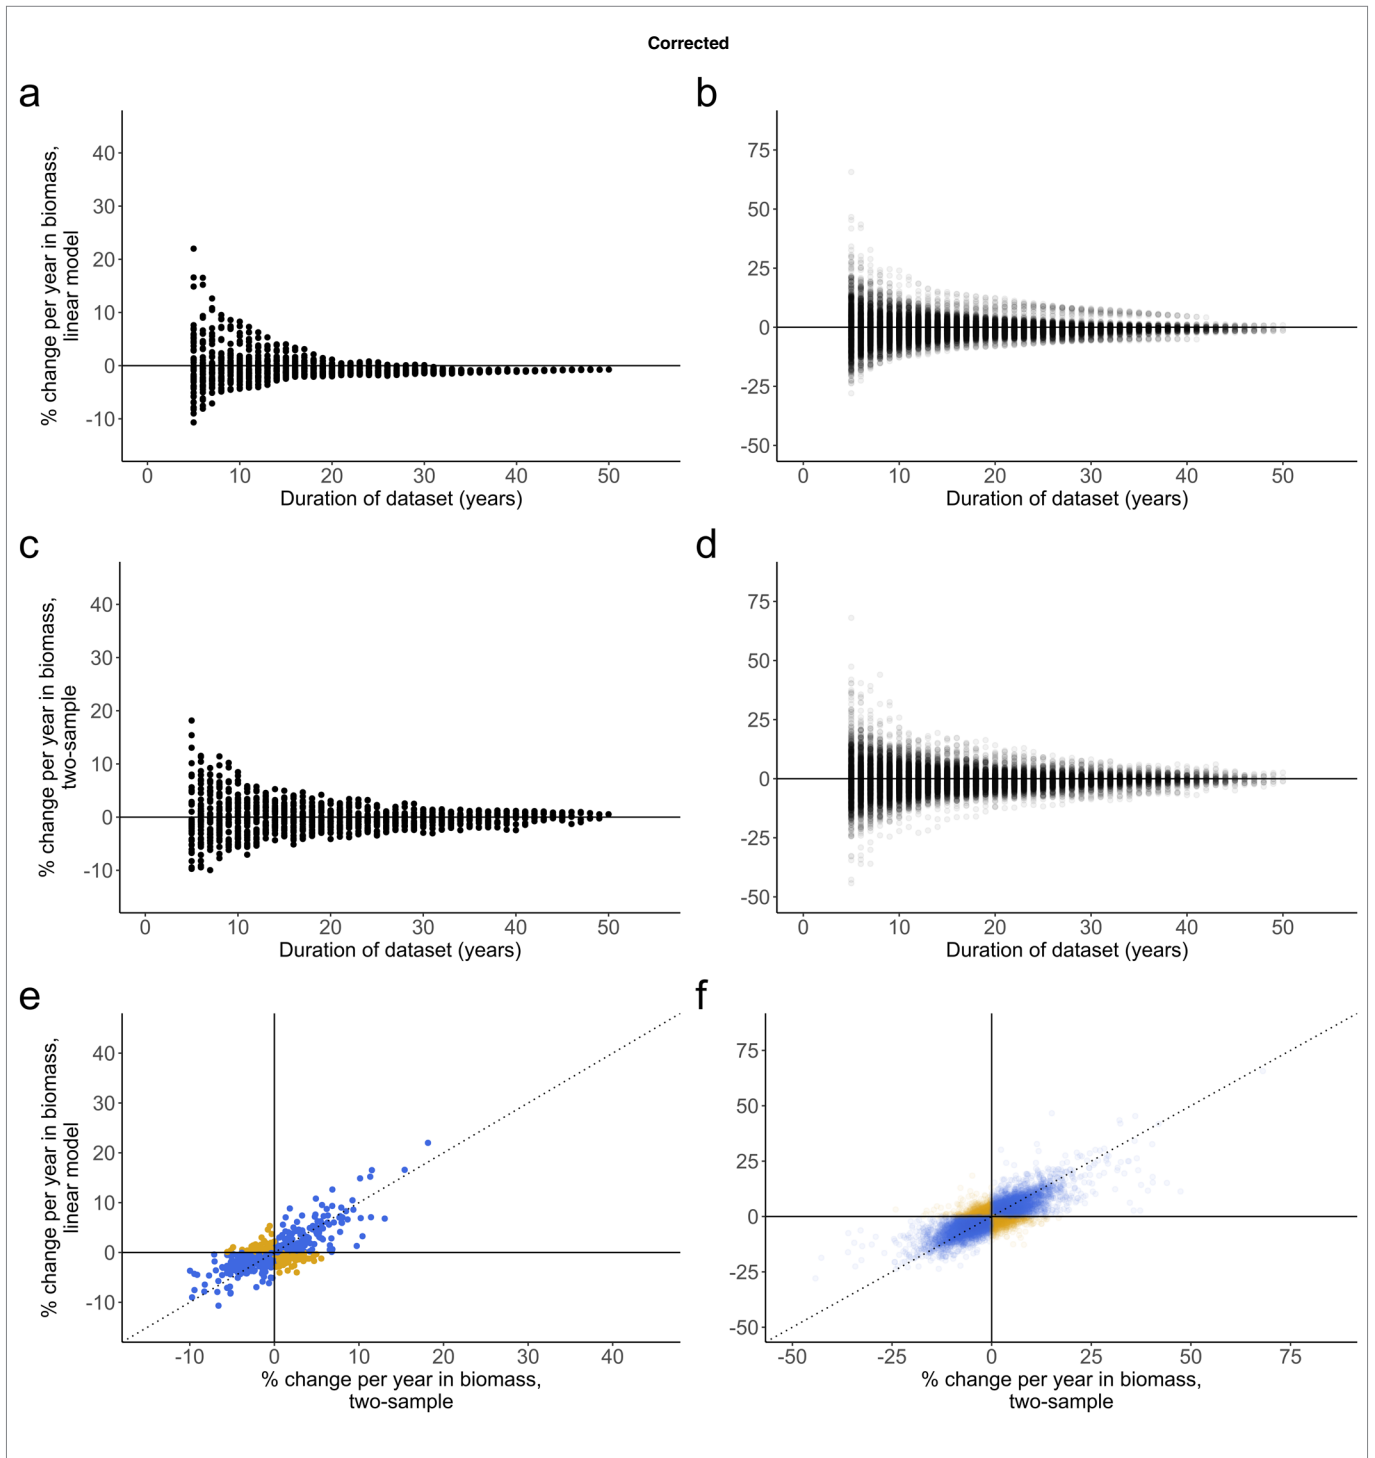 Corrected
a
% change per year in biomass,
linear model
40
30
20
10
0
-10
0 10 20 30 40 50
Duration of dataset (years)
b
75
50
25
0
-25
-50
0 10 20 30 40 50
Duration of dataset (years)
c
% change per year in biomass,
two-sample
40
30
20
10
0
-10
0 10 20 30 40 50
Duration of dataset (years)
d
75
50
25
0
-25
-50
0 10 20 30 40 50
Duration of dataset (years)
e
% change per year in biomass,
linear model
40
30
20
10
0
-10
-10 0 10 20 30 40
% change per year in biomass,
two-sample
f
75
50
25
0
-25
-50
-50 -25 0 25 50 75
% change per year in biomass,
two-sample